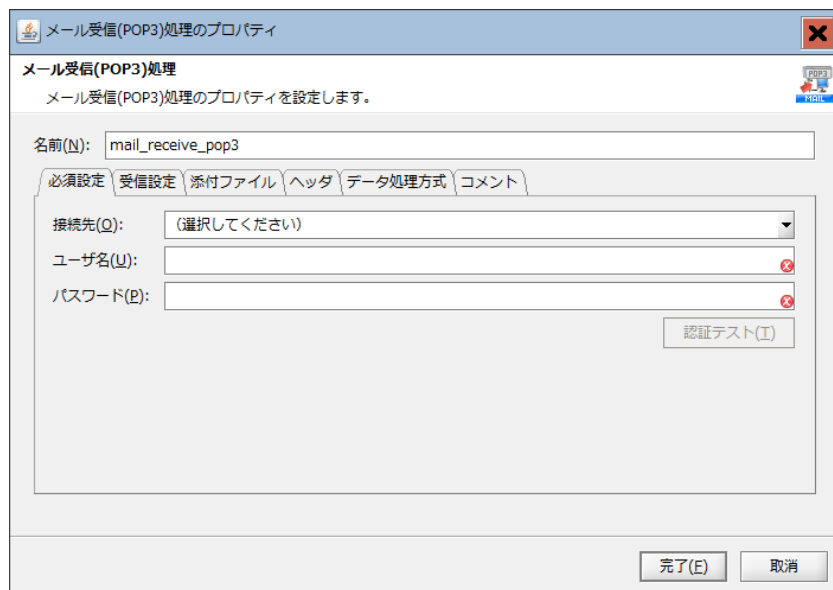 メール受信(POP3)処理のプロパティ
メール受信(POP3)処理
メール受信(POP3)処理のプロパティを設定します。
POP3
MAIL
名前(N): mail_receive_pop3
必須設定 受信設定 添付ファイル ヘッダ データ処理方式 コメント
接続先(O): (選択してください)
ユーザ名(U):
パスワード(P):
認証テスト(T)
完了(F) 取消